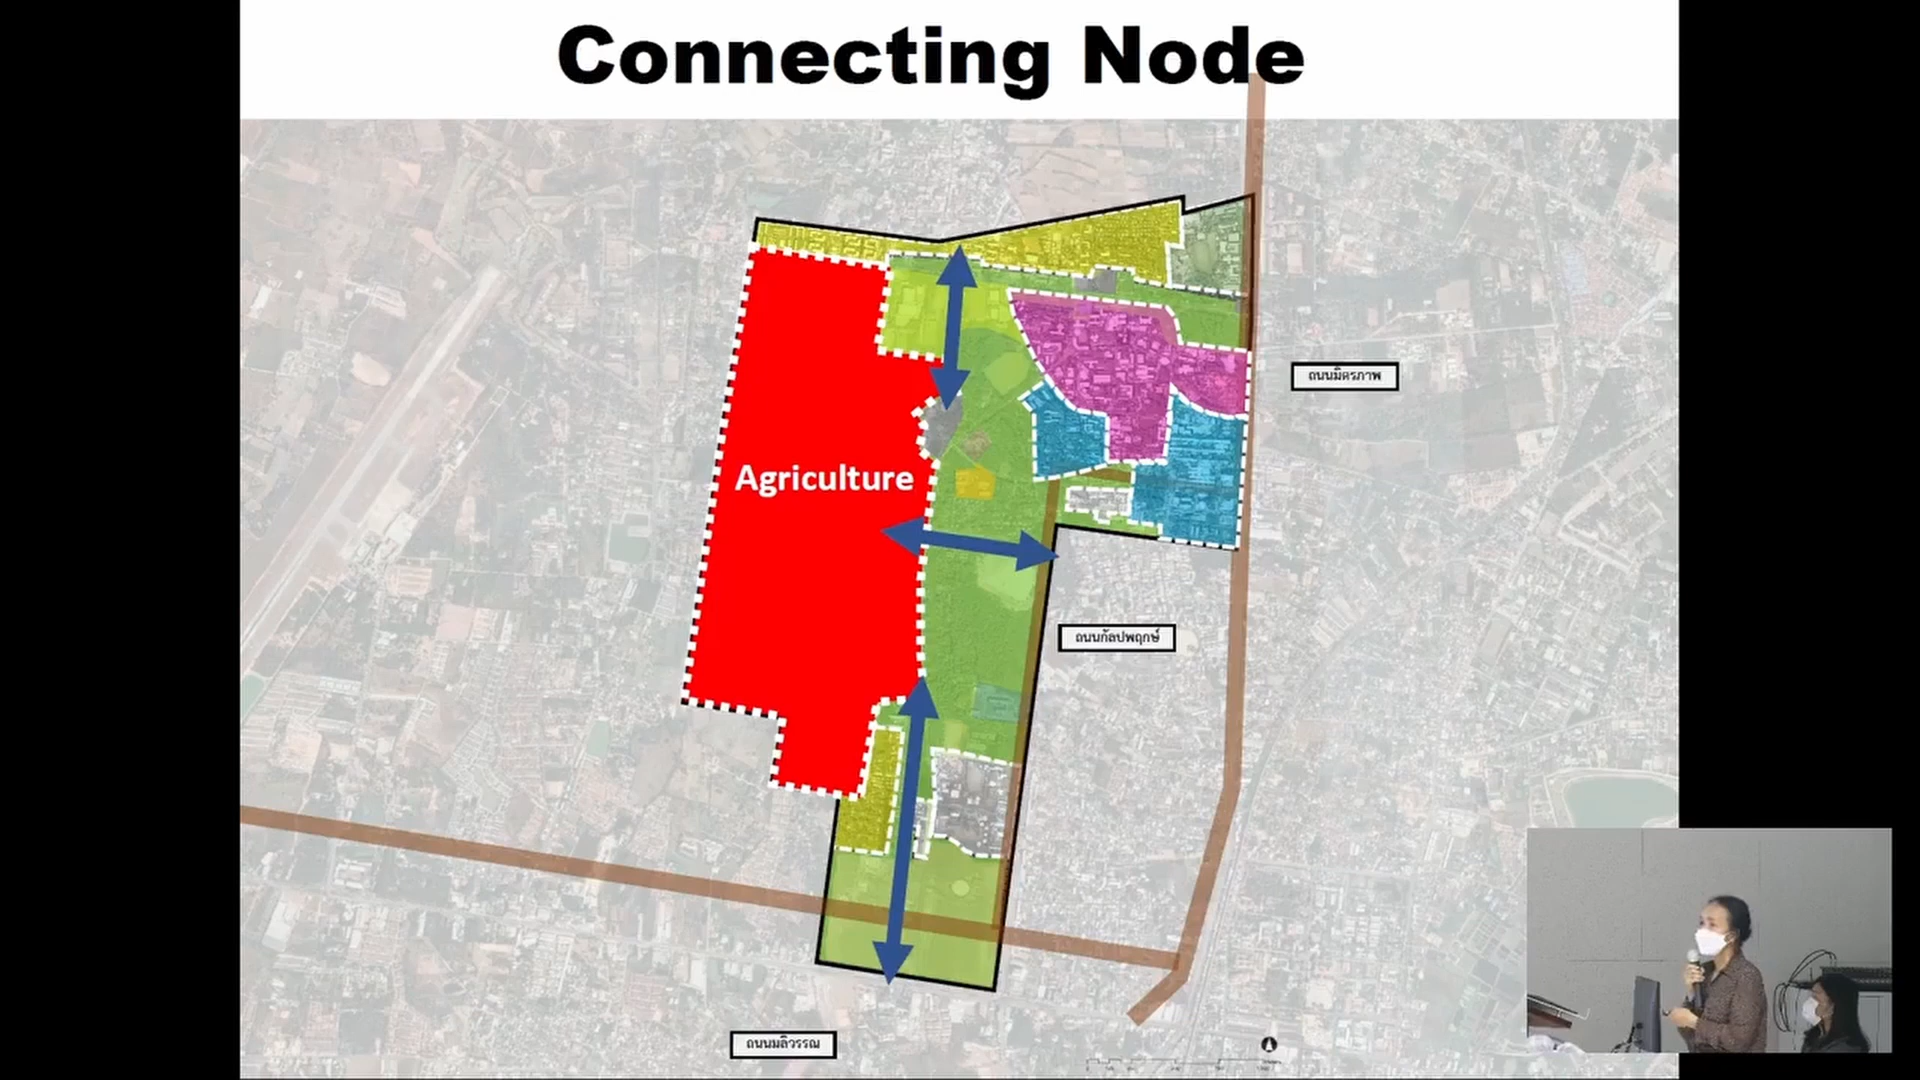 Connecting Node
ถนนมิตรภาพ
Agriculture
ถนนกัลปพฤกษ์
ถนนมลิวรรณ